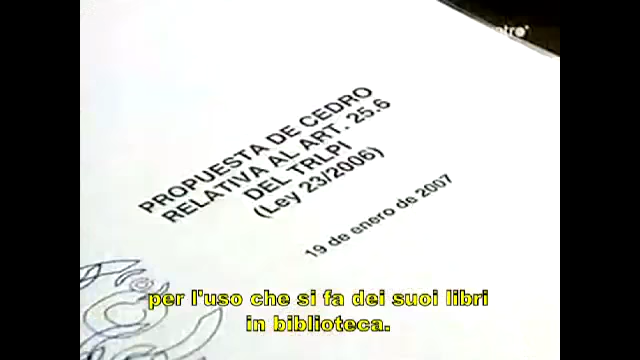 PROPUESTA DE CEDRO
RELATIVA AL ART. 25.6
DEL TRLPI
(Ley 23/2006)
19 de enero de 2007
per l'uso che si fa dei suoi libri
in biblioteca.